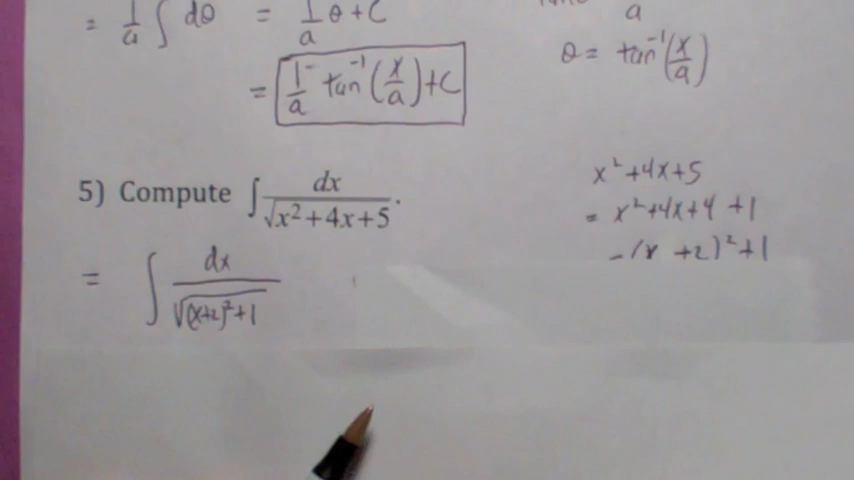 = 1/a ∫ dθ = 1/a θ + C
= 1/a tan⁻¹(x/a) + C
θ = tan⁻¹(x/a)
5) Compute ∫ dx/√(x²+4x+5).
= ∫ dx/√((x+2)²+1)
x²+4x+5
= x²+4x+4 +1
= (x +2)²+1